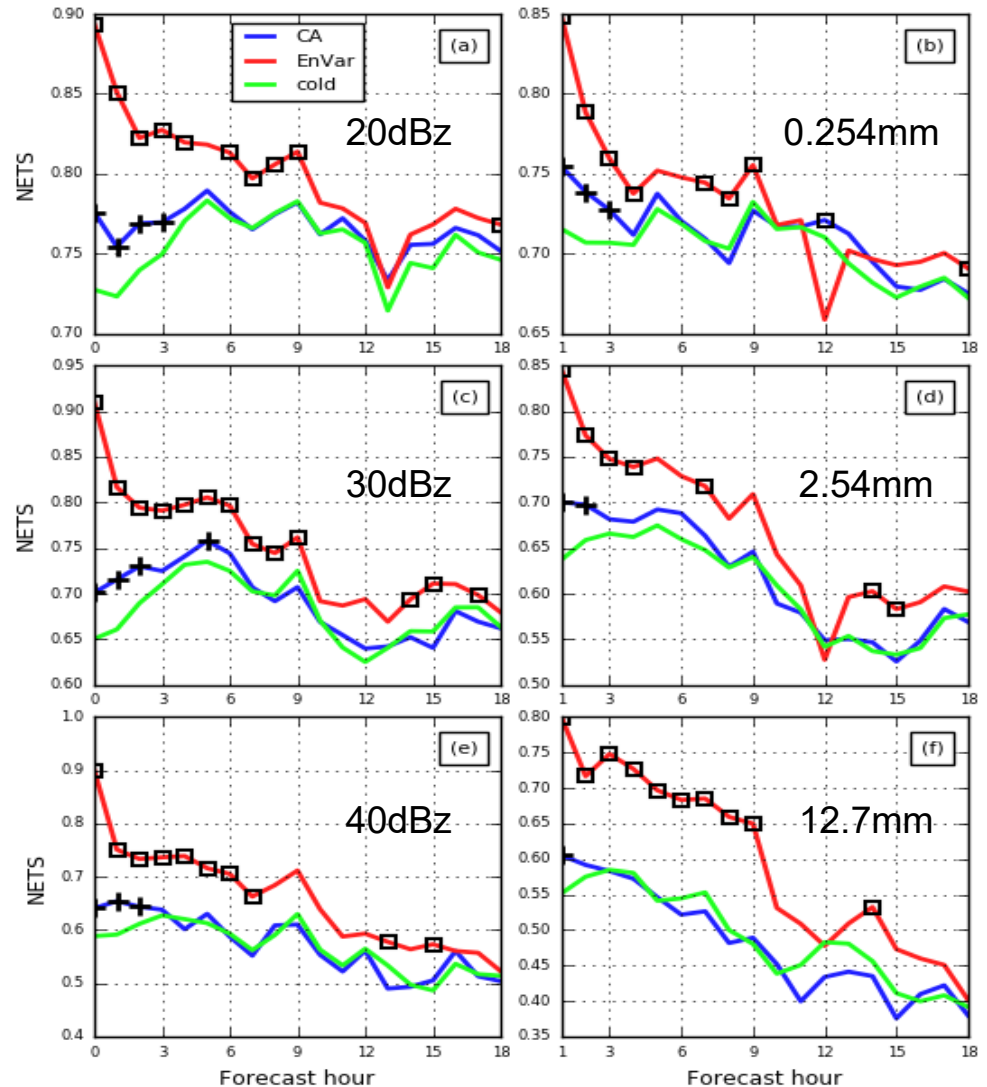 0.90
0.85
0.80
0.75
0.70
NETS
0 3 6 9 12 15 18
CA
EnVar
cold
(a)
20dBz
0.85
0.80
0.75
0.70
0.65
1 3 6 9 12 15 18
(b)
0.254mm
0.95
0.90
0.85
0.80
0.75
0.70
0.65
0.60
NETS
0 3 6 9 12 15 18
(c)
30dBz
0.85
0.80
0.75
0.70
0.65
0.60
0.55
0.50
1 3 6 9 12 15 18
(d)
2.54mm
1.0
0.9
0.8
0.7
0.6
0.5
0.4
NETS
0 3 6 9 12 15 18
Forecast hour
(e)
40dBz
0.80
0.75
0.70
0.65
0.60
0.55
0.50
0.45
0.40
0.35
1 3 6 9 12 15 18
Forecast hour
(f)
12.7mm